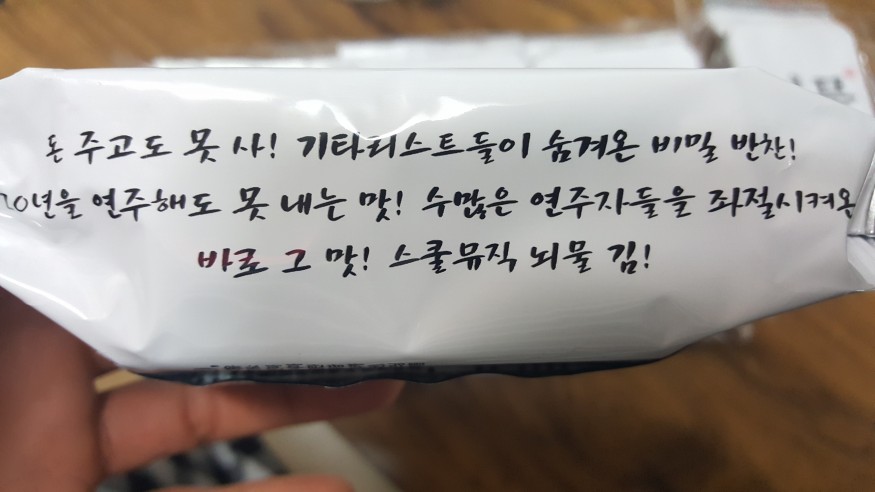 돈 주고도 못 사! 기타리스트들이 숨겨온 비밀 반찬!
20년을 연주해도 못 내는 맛! 수많은 연주자들을 좌절시켜온
바로 그 맛! 스쿨뮤직 뇌물 김!